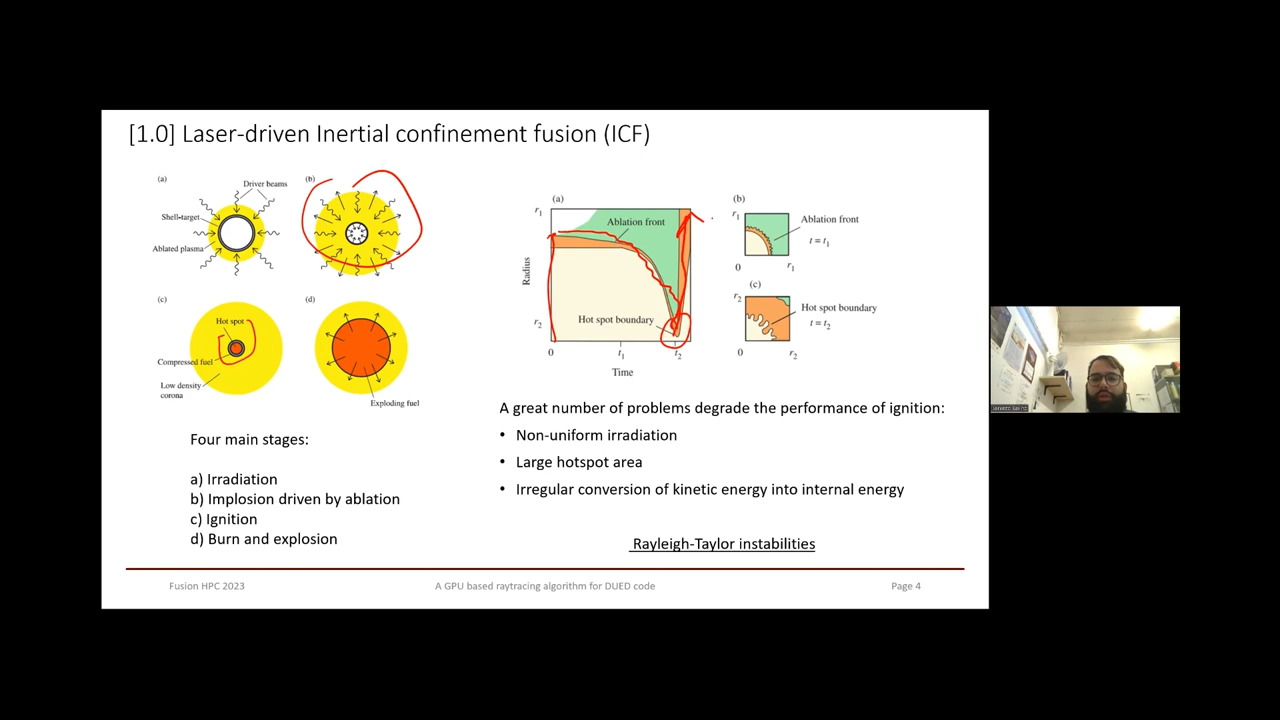 [1.0] Laser-driven Inertial confinement fusion (ICF)
(a)
Driver beams
Shell-target
Ablated plasma
(b)
(c)
Hot spot
Compressed fuel
Low density
corona
(d)
Exploding fuel
Four main stages:
a) Irradiation
b) Implosion driven by ablation
c) Ignition
d) Burn and explosion
(a)
r1
Ablation front
Radius
Hot spot boundary
r2
0
t1
t2
Time
(b)
r1
Ablation front
t = t1
0
r1
(c)
r2
Hot spot boundary
t = t2
0
r2
A great number of problems degrade the performance of ignition:
• Non-uniform irradiation
• Large hotspot area
• Irregular conversion of kinetic energy into internal energy
Rayleigh-Taylor instabilities
Fusion HPC 2023
A GPU based raytracing algorithm for DUED code
Page 4